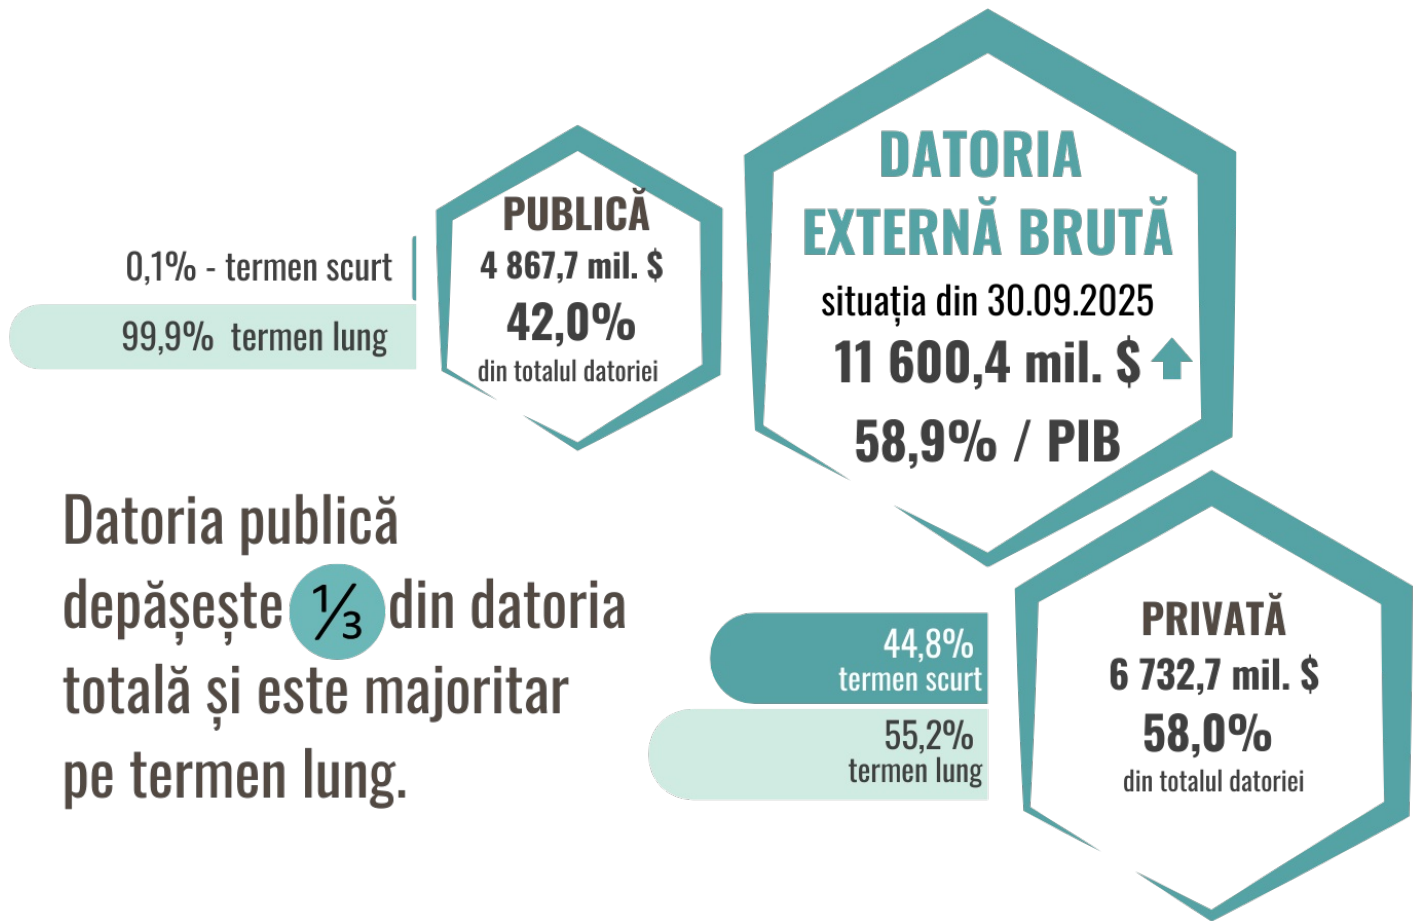 DATORIA
EXTERNĂ BRUTĂ
situația din 30.09.2025
11 600,4 mil. $
58,9% / PIB
PUBLICĂ
4 867,7 mil. $
42,0%
din totalul datoriei
0,1% - termen scurt
99,9% termen lung
Datoria publică
depășește 1/3 din datoria
totală și este majoritar
pe termen lung.
PRIVATĂ
6 732,7 mil. $
58,0%
din totalul datoriei
44,8%
termen scurt
55,2%
termen lung